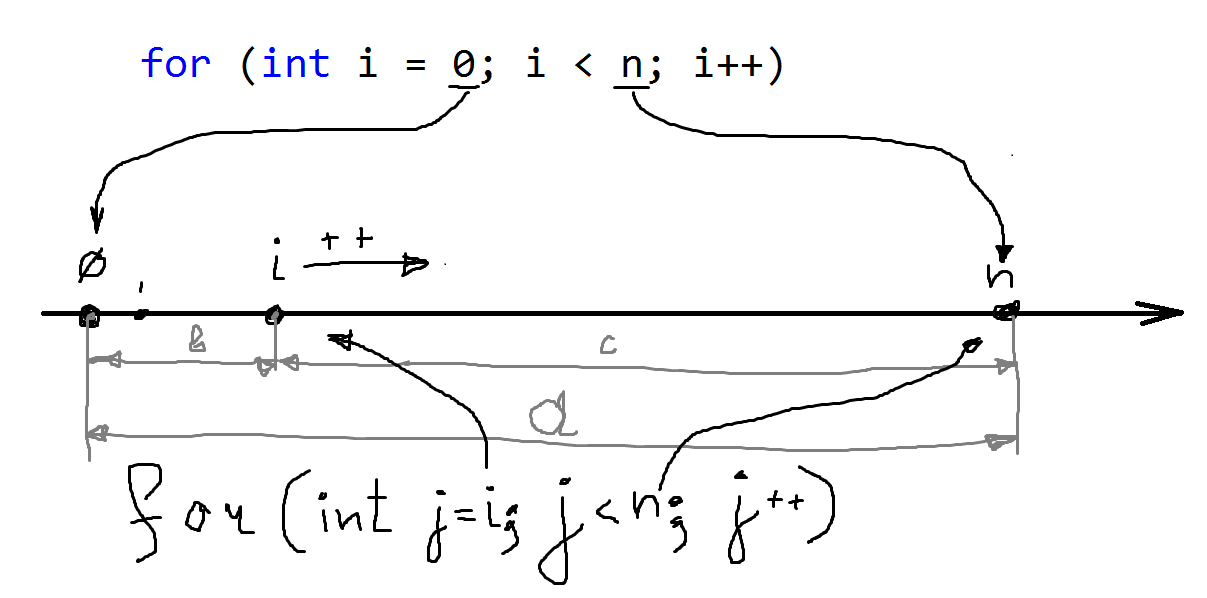 for (int i = 0; i < n; i++)
0 i ++ n
c
d
for (int j=i; j<n; j++)